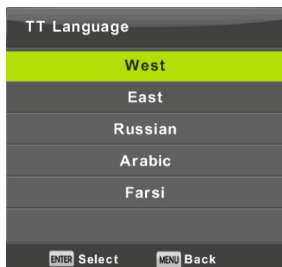 TT Language
West
East
Russian
Arabic
Farsi
ENTER Select MENU Back